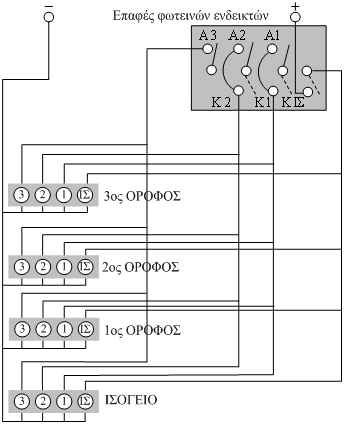 − +
Επαφές φωτεινών ενδεικτών
Α3 Α2 Α1
Κ2 Κ1 ΚΙΣ
3 2 1 ΙΣ 3ος ΟΡΟΦΟΣ
3 2 1 ΙΣ 2ος ΟΡΟΦΟΣ
3 2 1 ΙΣ 1ος ΟΡΟΦΟΣ
3 2 1 ΙΣ ΙΣΟΓΕΙΟ